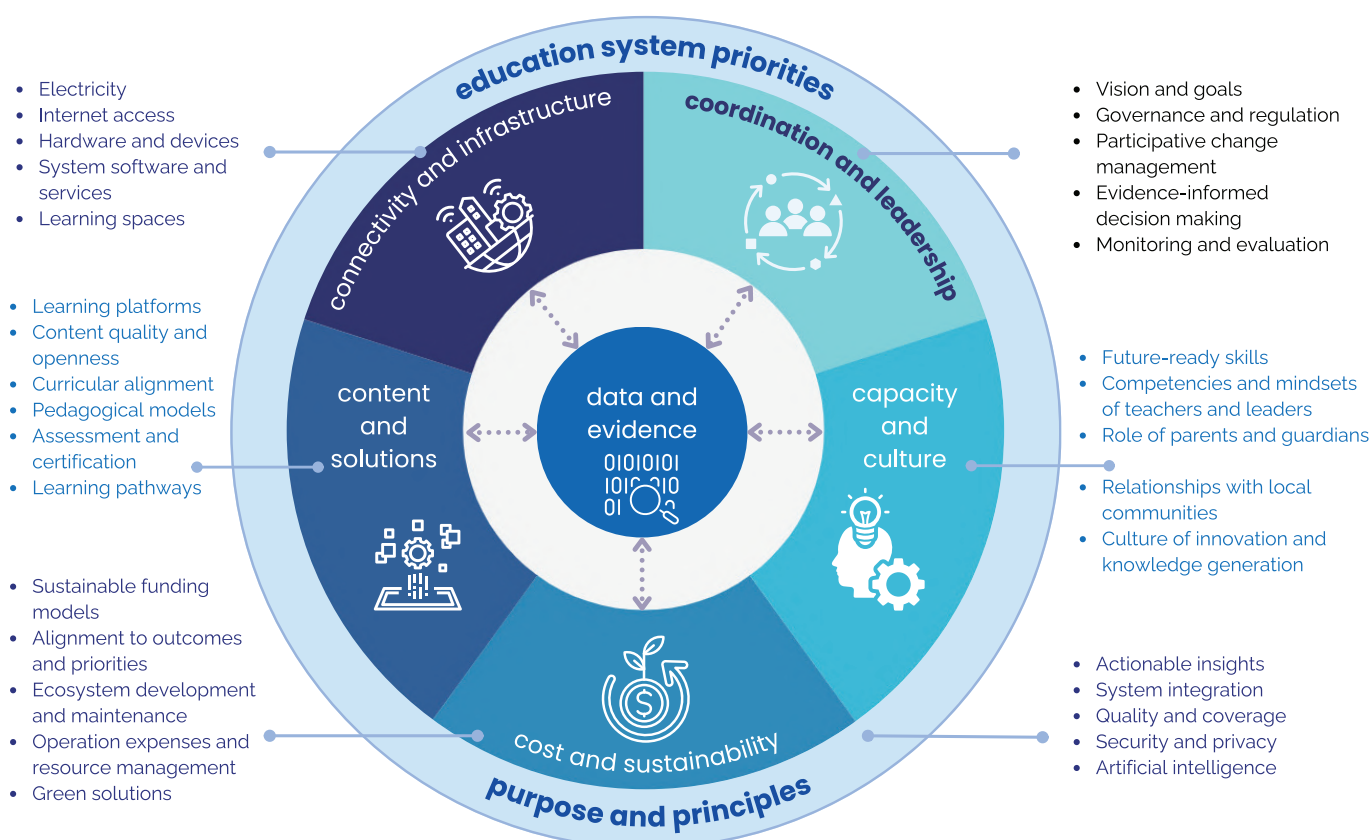 education system priorities
• Electricity
• Internet access
• Hardware and devices
• System software and
services
• Learning spaces
connectivity and infrastructure
coordination and leadership
• Vision and goals
• Governance and regulation
• Participative change
management
• Evidence-informed
decision making
• Monitoring and evaluation
• Learning platforms
• Content quality and
openness
• Curricular alignment
• Pedagogical models
• Assessment and
certification
• Learning pathways
content
and
solutions
data and
evidence
01010101
capacity
and
culture
• Future-ready skills
• Competencies and mindsets
of teachers and leaders
• Role of parents and guardians
• Relationships with local
communities
• Culture of innovation and
knowledge generation
• Sustainable funding
models
• Alignment to outcomes
and priorities
• Ecosystem development
and maintenance
• Operation expenses and
resource management
• Green solutions
$
cost and sustainability
• Actionable insights
• System integration
• Quality and coverage
• Security and privacy
• Artificial intelligence
purpose and principles